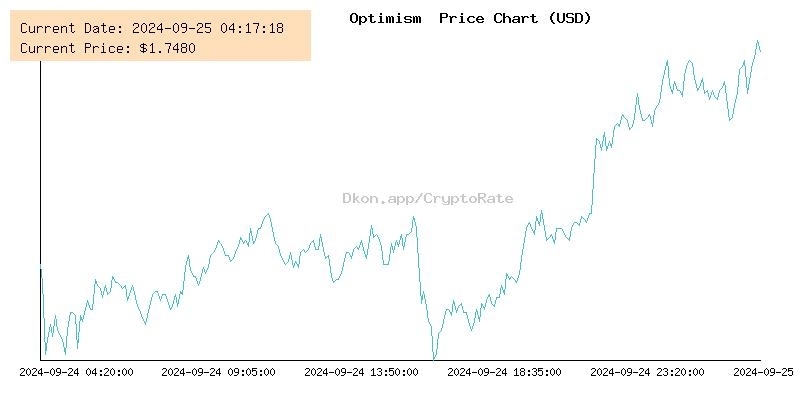 Optimism  Price Chart (USD)
Current Date: 2024-09-25 04:17:18
Current Price: $1.7480
Dkon.app/CryptoRate
2024-09-24 04:20:00 2024-09-24 09:05:00 2024-09-24 13:50:00 2024-09-24 18:35:00 2024-09-24 23:20:00 2024-09-25